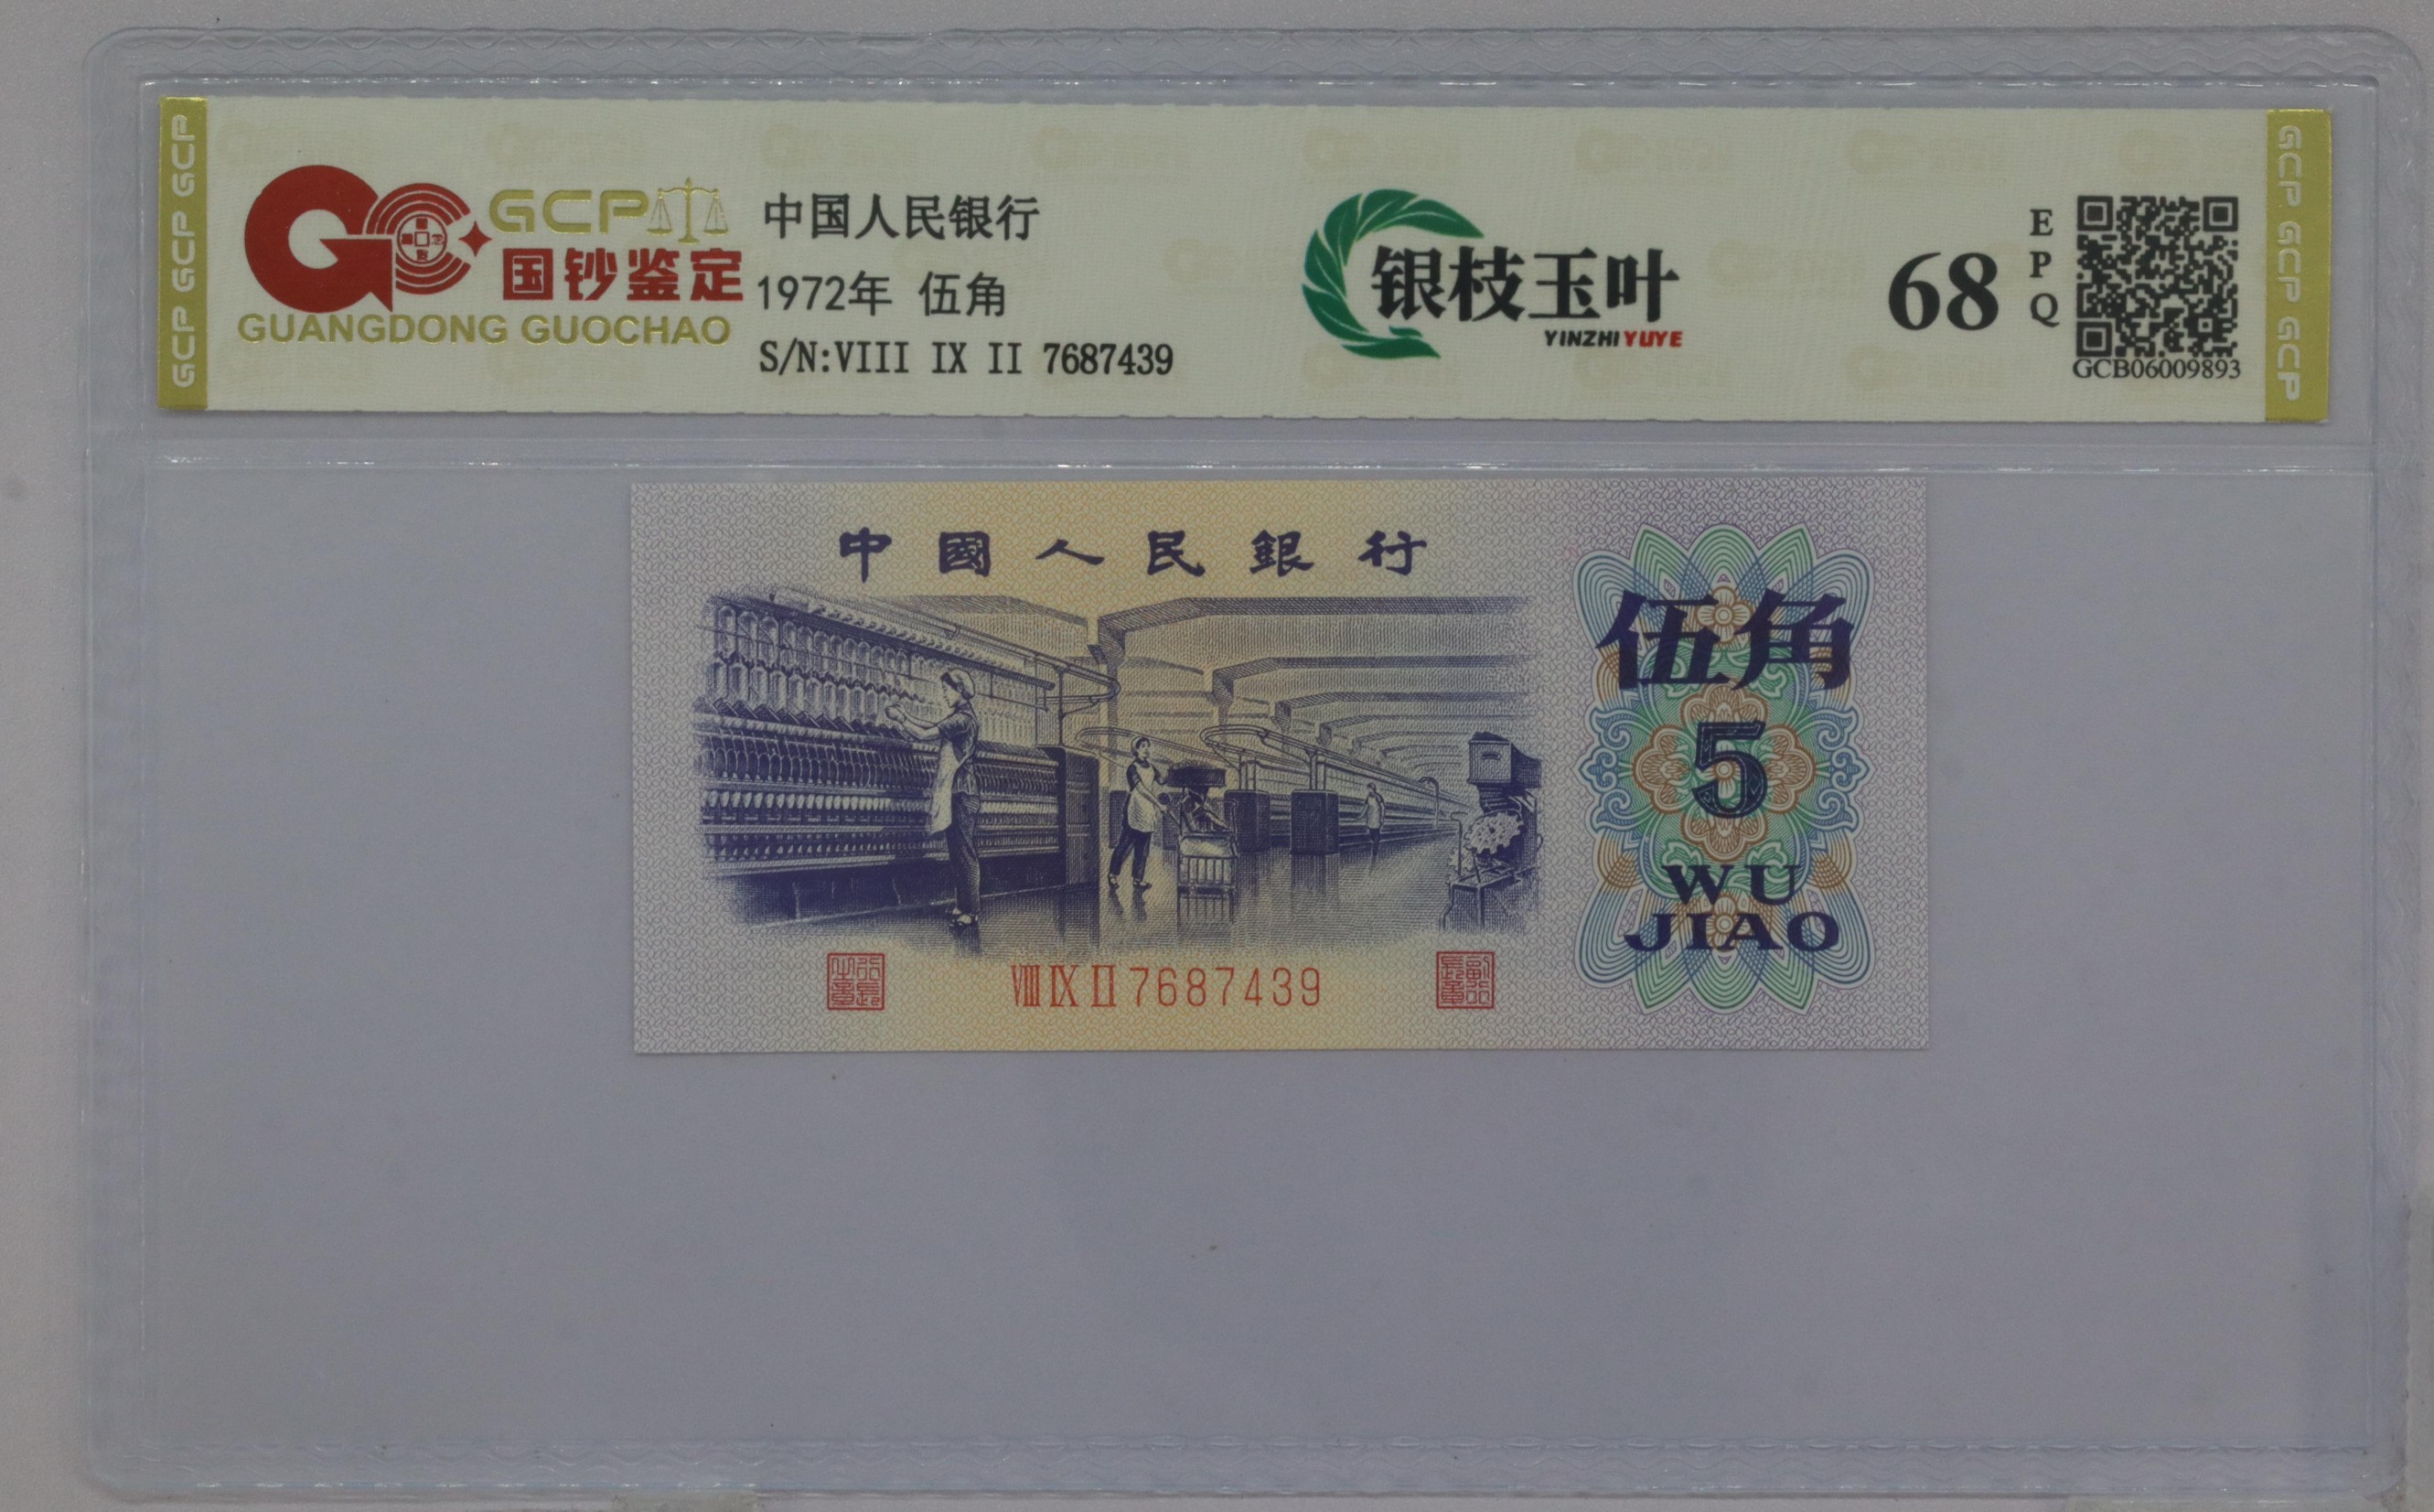 GCP GCP GCP
GCP
国钞鉴定
GUANGDONG GUOCHAO
中国人民银行
1972年 伍角
S/N:VIII IX II 7687439
银枝玉叶
YINZHIYUYE
68
EPQ
GCB06009893
GCP GCP GCP
中國人民銀行
伍角
5
WU
JIAO
VIII IX II 7687439